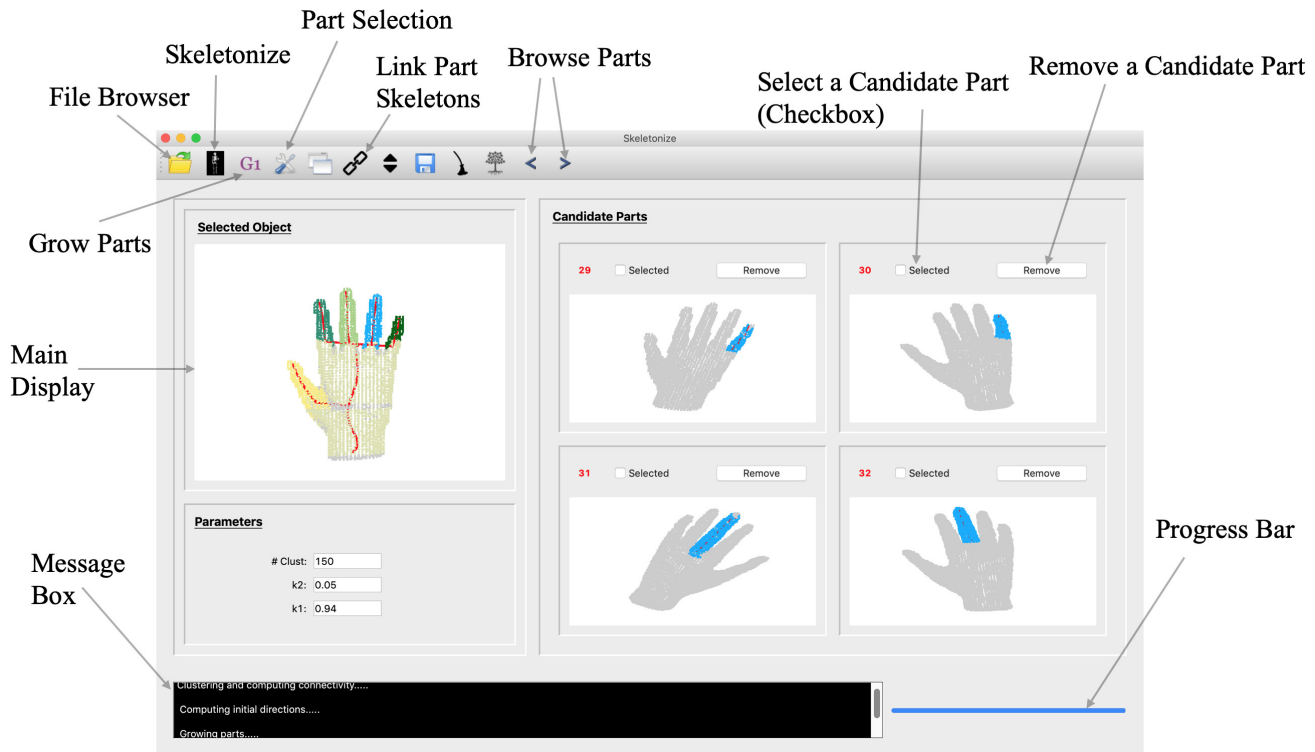 Part Selection
Skeletonize
Link Part
Skeletons
Browse Parts
Select a Candidate Part
(Checkbox)
Remove a Candidate Part
File Browser
Skeletonize
G1
< >
Grow Parts
Selected Object
Candidate Parts
29 Selected Remove
30 Selected Remove
Main
Display
31 Selected Remove
32 Selected Remove
Parameters
# Clust: 150
k2: 0.05
k1: 0.94
Progress Bar
Message
Box
Clustering and computing connectivity.....
Computing initial directions.....
Growing parts.....